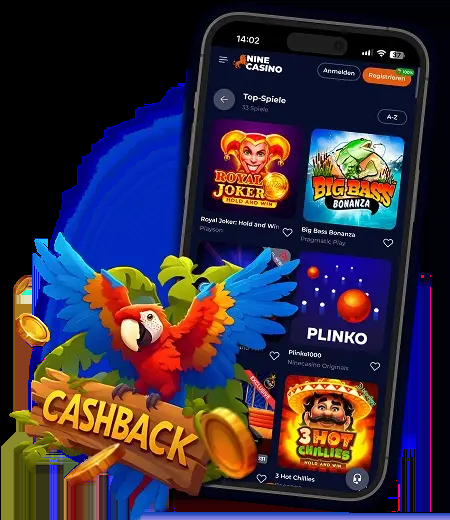 14:02
37
NINE
CASINO
Anmelden
Registrieren
100%
Top-Spiele
33 Spiele
A-Z
ROYAL
JOKER
HOLD AND WIN
BIG BASS
BONANZA
Royal Joker: Hold and Win
Playson
Big Bass Bonanza
Pragmatic Play
PLINKO
Plinko1000
Ninecasino Originals
EXCLUSIVE
3 HOT
CHILLIES
HOLD AND WIN
3 Hot Chillies
CASHBACK